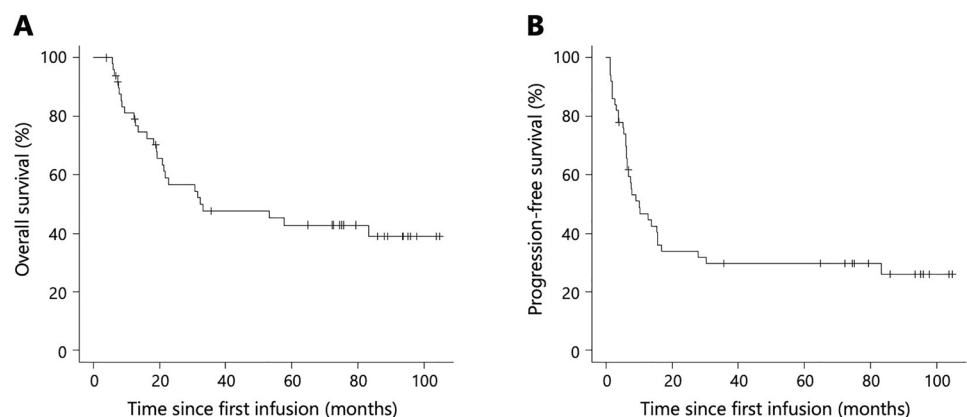 A
Overall survival (%)
100
80
60
40
20
0
0 20 40 60 80 100
Time since first infusion (months)
B
Progression-free survival (%)
100
80
60
40
20
0
0 20 40 60 80 100
Time since first infusion (months)